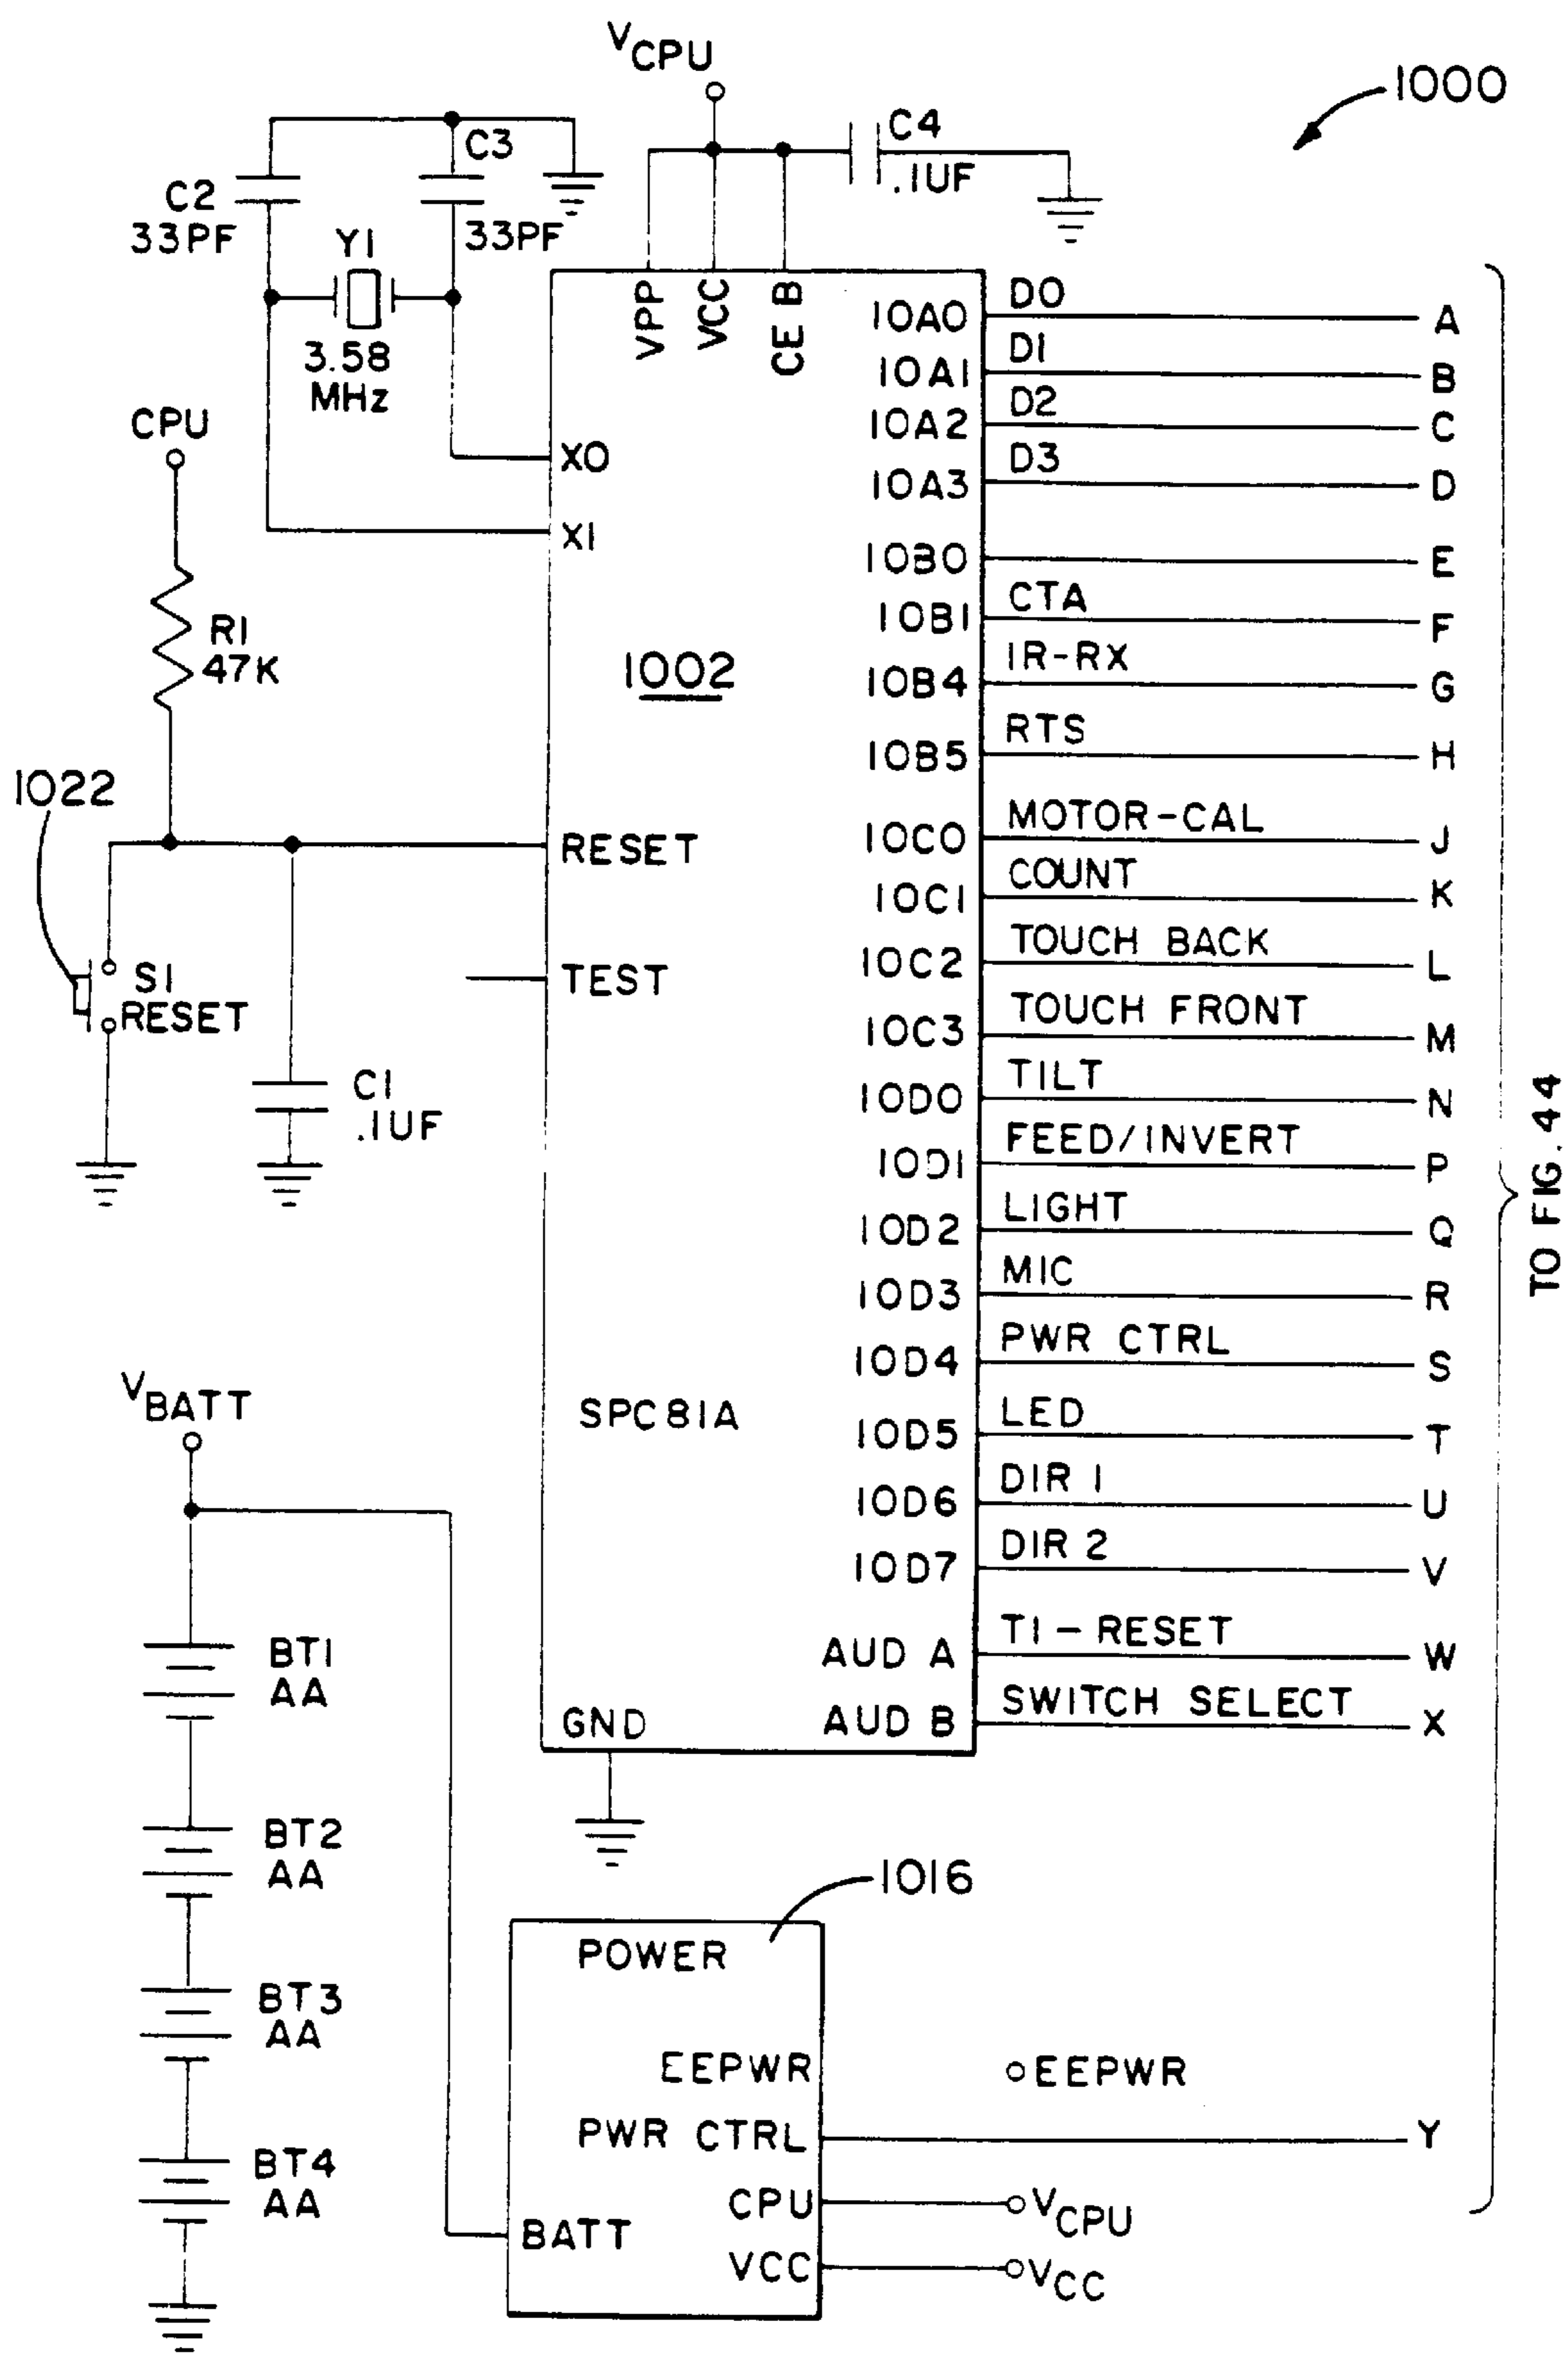 VCPU
1000
C3
C4
.1UF
C2
33PF
Y1
33PF
3.58
MHz
CPU
VPP
VCC
CE B
X0
X1
R1
47K
1002
1022
RESET
S1
RESET
TEST
C1
.1UF
SPC81A
GND
IOA0 D0 A
IOA1 D1 B
IOA2 D2 C
IOA3 D3 D
IOB0 E
IOB1 CTA F
IOB4 IR-RX G
IOB5 RTS H
IOC0 MOTOR-CAL J
IOC1 COUNT K
IOC2 TOUCH BACK L
IOC3 TOUCH FRONT M
IOD0 TILT N
IOD1 FEED/INVERT P
IOD2 LIGHT Q
IOD3 MIC R
IOD4 PWR CTRL S
IOD5 LED T
IOD6 DIR 1 U
IOD7 DIR 2 V
AUD A T1-RESET W
AUD B SWITCH SELECT X
TO FIG. 44
VBATT
BT1
AA
BT2
AA
BT3
AA
BT4
AA
1016
POWER
EEPWR EEPWR
PWR CTRL Y
CPU VCPU
BATT
VCC VCC